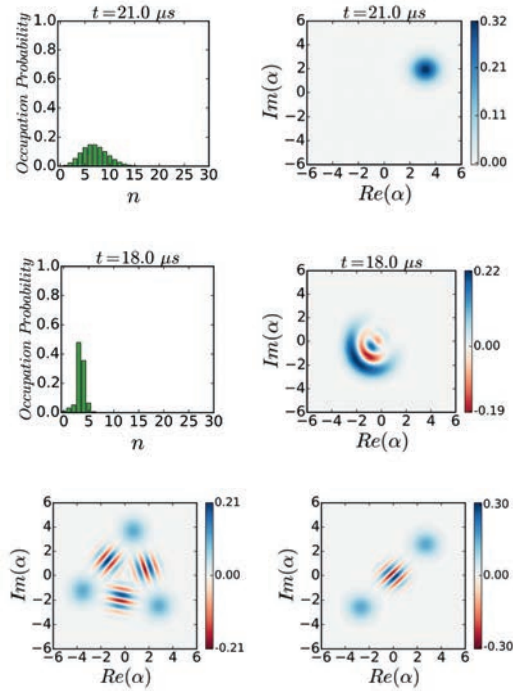 t=21.0 μs
1.0
0.8
0.6
0.4
0.2
0.0
Occupation Probability
0 5 10 15 20 25 30
n
t=21.0 μs
6
4
2
0
−2
−4
−6
Im(α)
−6 −4 −2 0 2 4 6
Re(α)
0.32
0.21
0.11
0.00
t=18.0 μs
1.0
0.8
0.6
0.4
0.2
0.0
Occupation Probability
0 5 10 15 20 25 30
n
t=18.0 μs
6
4
2
0
−2
−4
−6
Im(α)
−6 −4 −2 0 2 4 6
Re(α)
0.22
0.00
-0.19
6
4
2
0
−2
−4
−6
Im(α)
−6 −4 −2 0 2 4 6
Re(α)
0.21
0.00
-0.21
6
4
2
0
−2
−4
−6
Im(α)
−6 −4 −2 0 2 4 6
Re(α)
0.30
0.00
-0.30